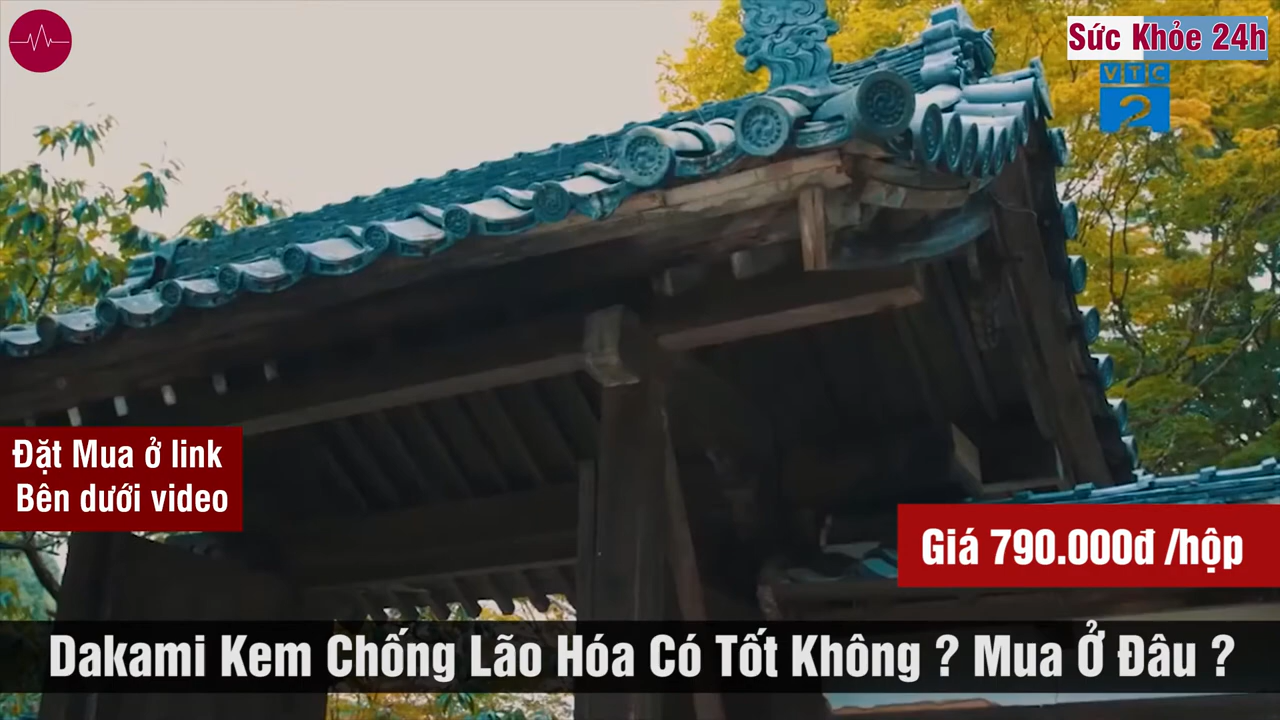 Sức Khỏe 24h
VTC
2
Đặt Mua ở link
Bên dưới video
Giá 790.000đ /hộp
Dakami Kem Chống Lão Hóa Có Tốt Không ? Mua Ở Đâu ?